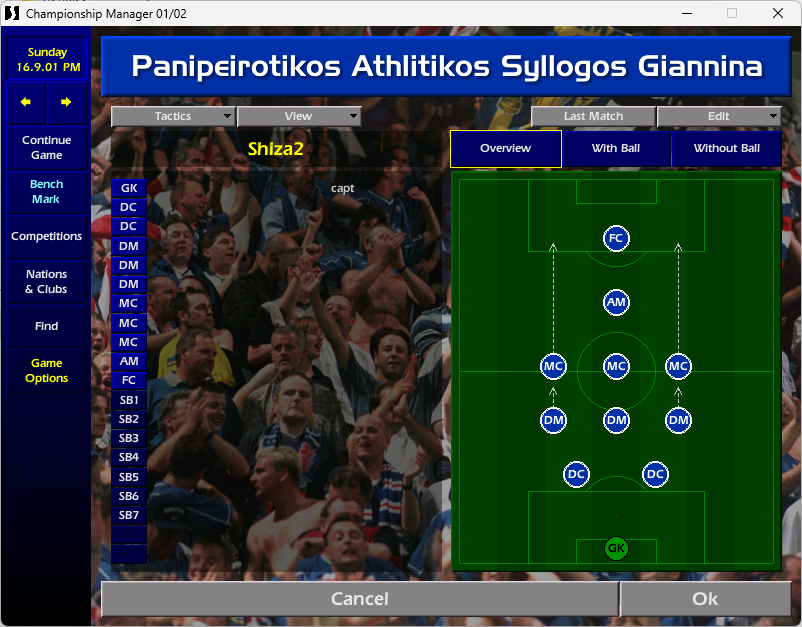 Championship Manager 01/02
Sunday
16.9.01 PM
Continue
Game
Bench
Mark
Competitions
Nations
& Clubs
Find
Game
Options
Panipeirotikos Athlitikos Syllogos Giannina
Tactics
View
Last Match
Edit
Shiza2
Overview
With Ball
Without Ball
GK
capt
DC
DC
DM
DM
DM
MC
MC
MC
AM
FC
SB1
SB2
SB3
SB4
SB5
SB6
SB7
FC
AM
MC MC MC
DM DM DM
DC DC
GK
Cancel
Ok